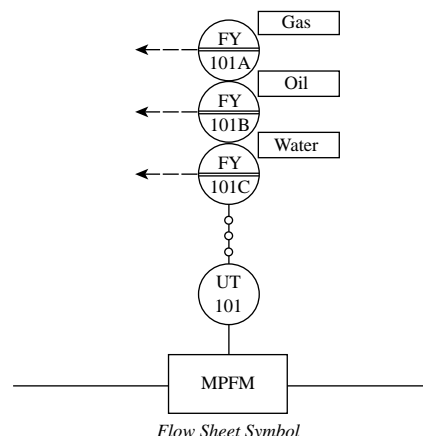 Gas
FY
101A
Oil
FY
101B
Water
FY
101C
UT
101
MPFM
Flow Sheet Symbol